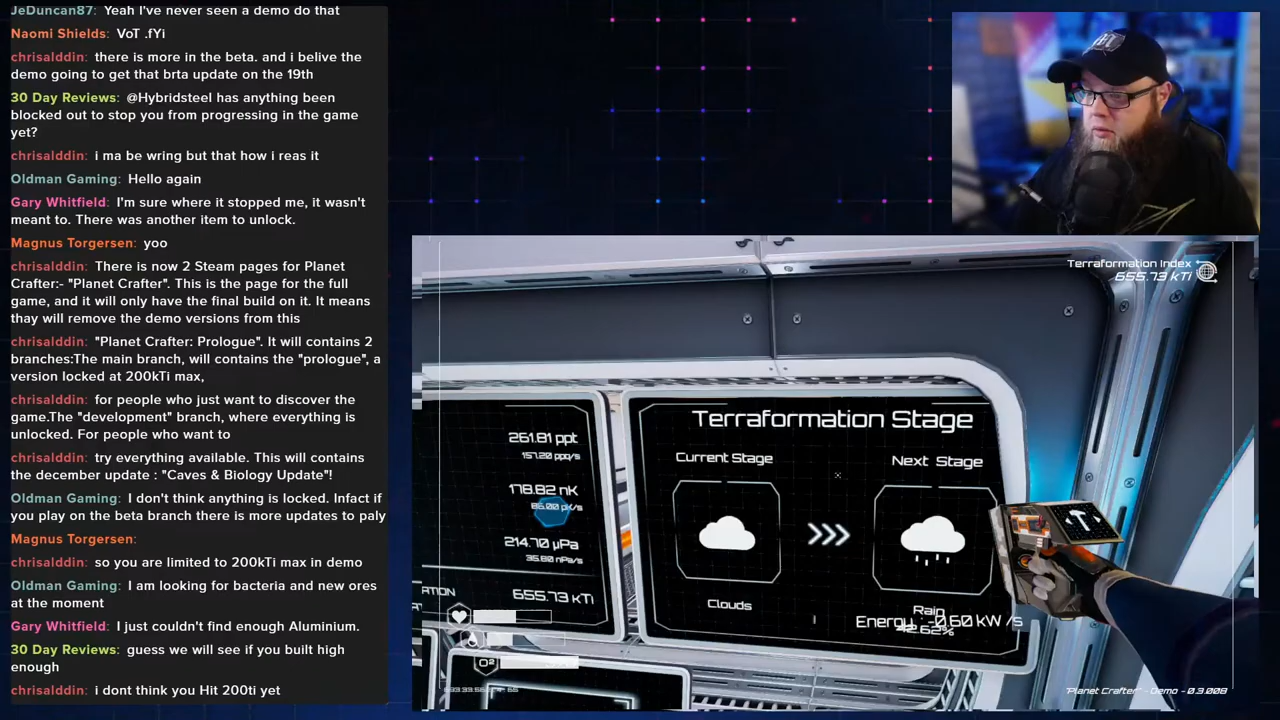 JeDuncan87: Yeah I've never seen a demo do that
Naomi Shields: VoT .fYi
chrisalddin: there is more in the beta. and i belive the
demo going to get that brta update on the 19th
30 Day Reviews: @Hybridsteel has anything been
blocked out to stop you from progressing in the game
yet?
chrisalddin: i ma be wring but that how i reas it
Oldman Gaming: Hello again
Gary Whitfield: I'm sure where it stopped me, it wasn't
meant to. There was another item to unlock.
Magnus Torgersen: yoo
chrisalddin: There is now 2 Steam pages for Planet
Crafter:- "Planet Crafter". This is the page for the full
game, and it will only have the final build on it. It means
thay will remove the demo versions from this
chrisalddin: "Planet Crafter: Prologue". It will contains 2
branches:The main branch, will contains the "prologue", a
version locked at 200kTi max,
chrisalddin: for people who just want to discover the
game.The "development" branch, where everything is
unlocked. For people who want to
chrisalddin: try everything available. This will contains
the december update : "Caves & Biology Update"!
Oldman Gaming: I don't think anything is locked. Infact if
you play on the beta branch there is more updates to paly
Magnus Torgersen:
chrisalddin: so you are limited to 200kTi max in demo
Oldman Gaming: I am looking for bacteria and new ores
at the moment
Gary Whitfield: I just couldn't find enough Aluminium.
30 Day Reviews: guess we will see if you built high
enough
chrisalddin: i dont think you Hit 200ti yet
Terraformation Index
655.73 kTi
261.81 ppt
157.20 ppq/s
178.82 nK
214.70 µPa
35.80 nPa/s
655.73 kTi
Terraformation Stage
Current Stage
Next Stage
Clouds
Rain
42.62%
Energy : -0.60 kW /s
O²
"Planet Crafter" - Demo - 0.3.008